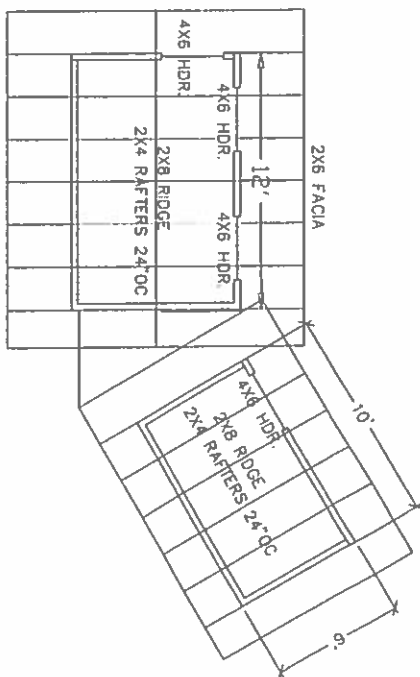 2X6 FACIA
12'
4X6 HDR.
4X6 HDR.
4X6 HDR.
2X8 RIDGE
2X4 RAFTERS 24"OC
10'
4X6 HDR.
2X8 RIDGE
2X4 RAFTERS 24"OC
6'